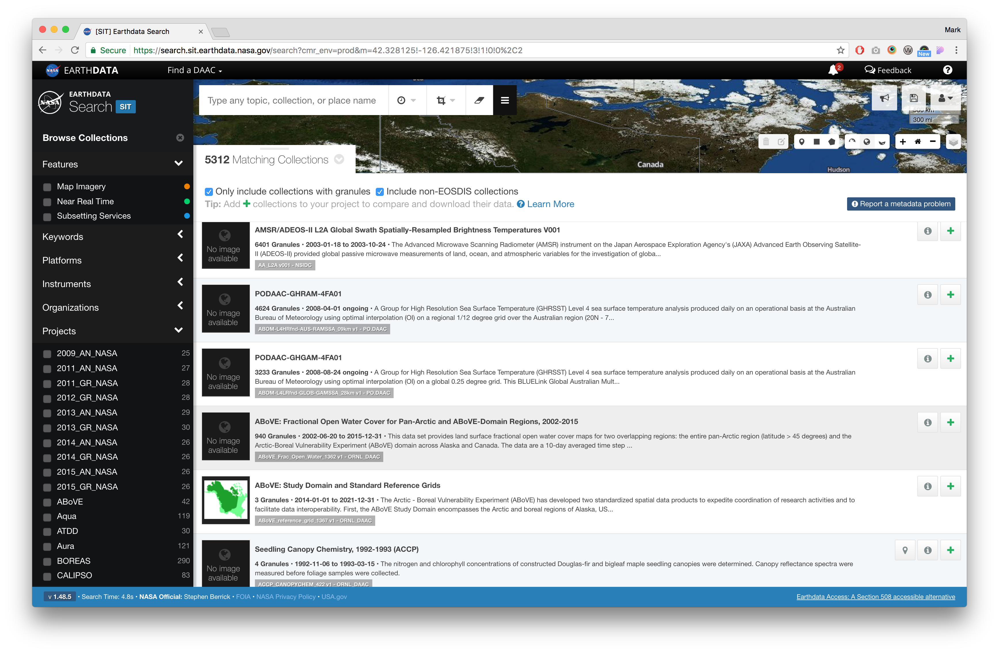 [SIT] Earthdata Search
Mark
Secure https://search.sit.earthdata.nasa.gov/search?cmr_env=prod&m=42.328125!-126.421875!3!1!0!0%2C2
New
NASA EARTHDATA
Find a DAAC
2
Feedback
NASA
EARTHDATA
Search SIT
Type any topic, collection, or place name
500 km
300 mi
Canada
Hudson
Browse Collections
Features
Map Imagery
Near Real Time
Subsetting Services
Keywords
Platforms
Instruments
Organizations
Projects
2009_AN_NASA 25
2011_AN_NASA 27
2011_GR_NASA 28
2012_GR_NASA 28
2013_AN_NASA 29
2013_GR_NASA 30
2014_AN_NASA 26
2014_GR_NASA 26
2015_AN_NASA 26
2015_GR_NASA 26
ABoVE 42
Aqua 119
ATDD 30
Aura 121
BOREAS 290
CALIPSO 83
5312 Matching Collections
Only include collections with granules Include non-EOSDIS collections
Tip: Add + collections to your project to compare and download their data. Learn More
Report a metadata problem
No image
available
AMSR/ADEOS-II L2A Global Swath Spatially-Resampled Brightness Temperatures V001
6401 Granules • 2003-01-18 to 2003-10-24 • The Advanced Microwave Scanning Radiometer (AMSR) instrument on the Japan Aerospace Exploration Agency's (JAXA) Advanced Earth Observing Satellite-
II (ADEOS-II) provided global passive microwave measurements of land, ocean, and atmospheric variables for the investigation of globa...
AA_L2A v001 - NSIDC
No image
available
PODAAC-GHRAM-4FA01
4624 Granules • 2008-04-01 ongoing • A Group for High Resolution Sea Surface Temperature (GHRSST) Level 4 sea surface temperature analysis produced daily on an operational basis at the Australian
Bureau of Meteorology using optimal interpolation (OI) on a regional 1/12 degree grid over the Australian region (20N - 7...
ABOM-L4HRfnd-AUS-RAMSSA_09km v1 - PO.DAAC
No image
available
PODAAC-GHGAM-4FA01
3233 Granules • 2008-08-24 ongoing • A Group for High Resolution Sea Surface Temperature (GHRSST) Level 4 sea surface temperature analysis produced daily on an operational basis at the Australian
Bureau of Meteorology using optimal interpolation (OI) on a global 0.25 degree grid. This BLUELink Global Australian Mult...
ABOM-L4LRfnd-GLOB-GAMSSA_28km v1 - PO.DAAC
No image
available
ABoVE: Fractional Open Water Cover for Pan-Arctic and ABoVE-Domain Regions, 2002-2015
940 Granules • 2002-06-20 to 2015-12-31 • This data set provides land surface fractional open water cover maps for two overlapping regions: the entire pan-Arctic region (latitude > 45 degrees) and the
Arctic-Boreal Vulnerability Experiment (ABoVE) domain across Alaska and Canada. The data are a 10-day averaged time step ...
ABoVE_Frac_Open_Water_1362 v1 - ORNL_DAAC
ABoVE: Study Domain and Standard Reference Grids
3 Granules • 2014-01-01 to 2021-12-31 • The Arctic - Boreal Vulnerability Experiment (ABoVE) has developed two standardized spatial data products to expedite coordination of research activities and to
facilitate data interoperability. First, the ABoVE Study Domain encompasses the Arctic and boreal regions of Alaska, US...
ABoVE_reference_grid_1367 v1 - ORNL_DAAC
No image
available
Seedling Canopy Chemistry, 1992-1993 (ACCP)
4 Granules • 1992-11-06 to 1993-03-15 • The nitrogen and chlorophyll concentrations of constructed Douglas-fir and bigleaf maple seedling canopies were determined. Canopy reflectance spectra were
measured before foliage samples were collected.
ACCP_CANOPYCHEM_422 v1 - ORNL_DAAC
v 1.48.5 • Search Time: 4.8s • NASA Official: Stephen Berrick • FOIA • NASA Privacy Policy • USA.gov
Earthdata Access: A Section 508 accessible alternative